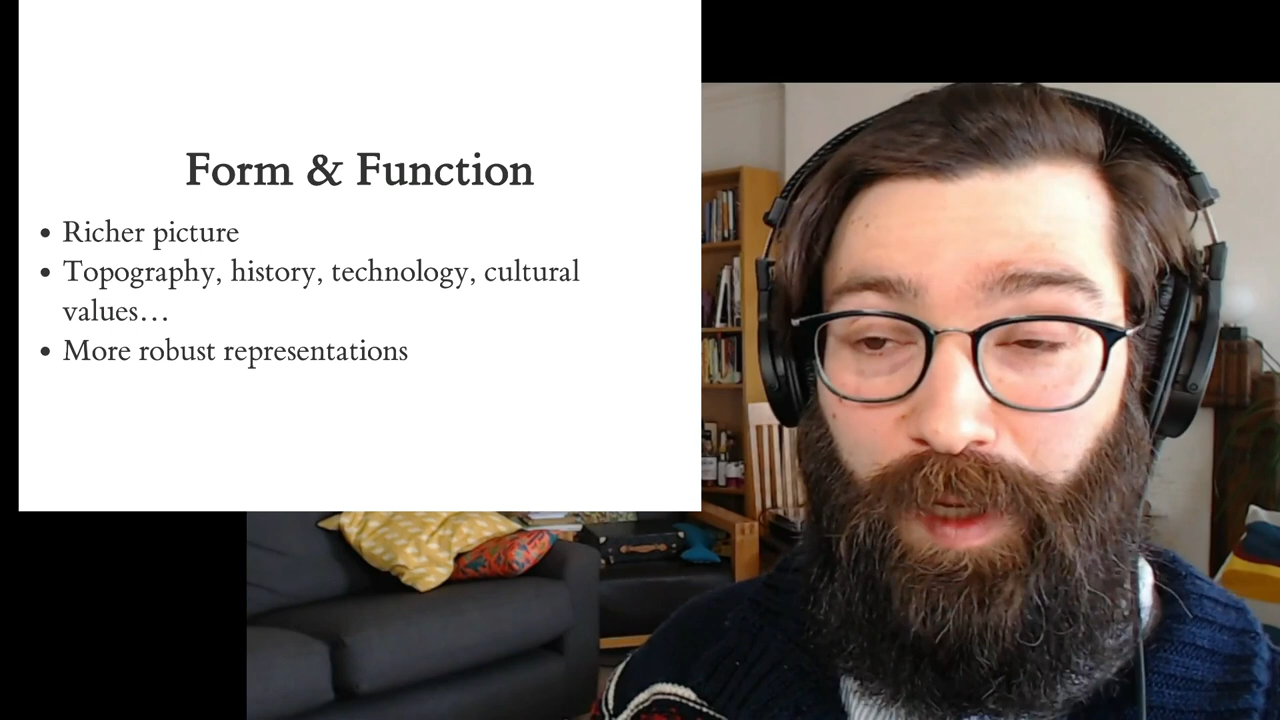 Form & Function
• Richer picture
• Topography, history, technology, cultural
values…
• More robust representations